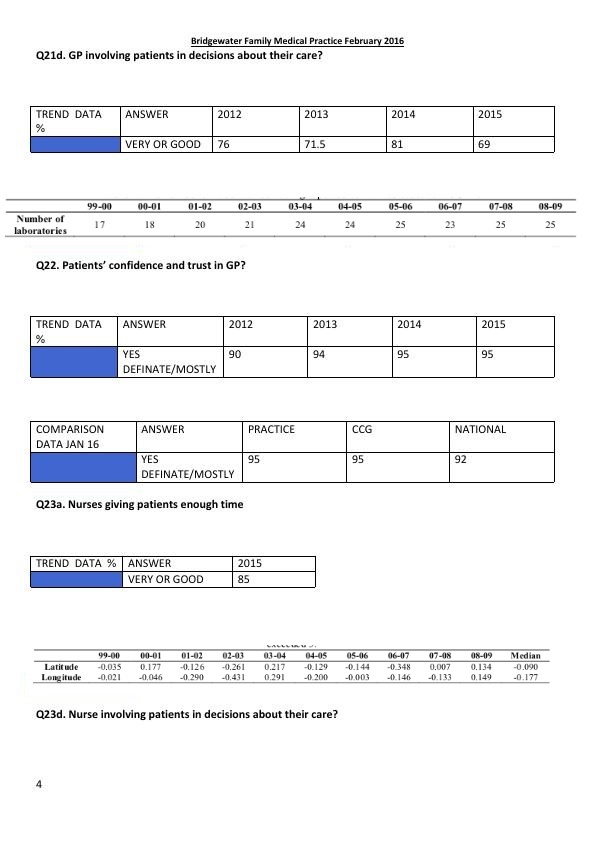 Bridgewater Family Medical Practice February 2016
Q21d. GP involving patients in decisions about their care?
TREND DATA % ANSWER 2012 2013 2014 2015
VERY OR GOOD 76 71.5 81 69
99-00 00-01 01-02 02-03 03-04 04-05 05-06 06-07 07-08 08-09
Number of laboratories 17 18 20 21 24 24 25 23 25 25
Q22. Patients' confidence and trust in GP?
TREND DATA % ANSWER 2012 2013 2014 2015
YES DEFINATE/MOSTLY 90 94 95 95
COMPARISON DATA JAN 16 ANSWER PRACTICE CCG NATIONAL
YES DEFINATE/MOSTLY 95 95 92
Q23a. Nurses giving patients enough time
TREND DATA % ANSWER 2015
VERY OR GOOD 85
99-00 00-01 01-02 02-03 03-04 04-05 05-06 06-07 07-08 08-09 Median
Latitude -0.035 0.177 -0.126 -0.261 0.217 -0.129 -0.144 -0.348 0.007 0.134 -0.090
Longitude -0.021 -0.046 -0.290 -0.431 0.291 -0.200 -0.003 -0.146 -0.133 0.149 -0.177
Q23d. Nurse involving patients in decisions about their care?
4